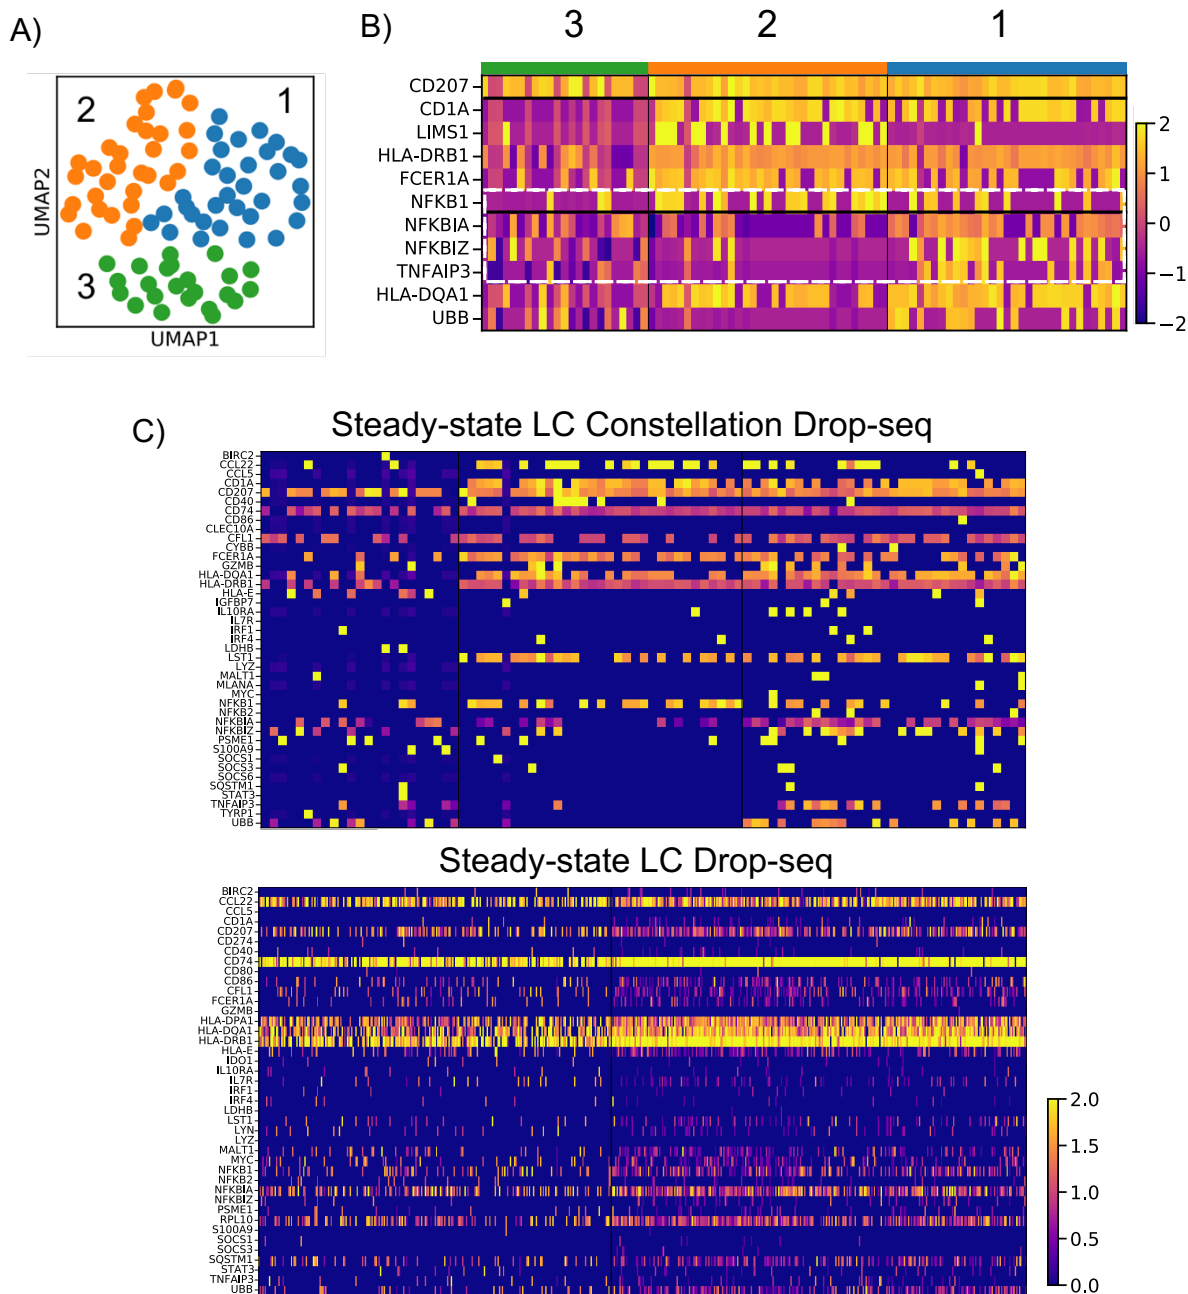 A)
B)
3 2 1
2
1
3
UMAP2
UMAP1
CD207
CD1A
LIMS1
HLA-DRB1
FCER1A
NFKB1
NFKBIA
NFKBIZ
TNFAIP3
HLA-DQA1
UBB
2
1
0
−1
−2
C)
Steady-state LC Constellation Drop-seq
BIRC2
CCL22
CCL5
CD1A
CD207
CD40
CD74
CD86
CLEC10A
CFL1
CYBB
FCER1A
GZMB
HLA-DQA1
HLA-DRB1
HLA-E
IGFBP7
IL10RA
IL7R
IRF1
IRF4
LDHB
LST1
LYZ
MALT1
MLANA
MYC
NFKB1
NFKB2
NFKBIA
NFKBIZ
PSME1
S100A9
SOCS1
SOCS3
SOCS6
SQSTM1
STAT3
TNFAIP3
TYRP1
UBB
Steady-state LC Drop-seq
BIRC2
CCL22
CCL5
CD1A
CD207
CD274
CD40
CD74
CD80
CD86
CFL1
FCER1A
GZMB
HLA-DPA1
HLA-DQA1
HLA-DRB1
HLA-E
IDO1
IL10RA
IL7R
IRF1
IRF4
LDHB
LST1
LYN
LYZ
MALT1
MYC
NFKB1
NFKB2
NFKBIA
NFKBIZ
PSME1
RPL10
S100A9
SOCS1
SOCS3
SQSTM1
STAT3
TNFAIP3
UBB
2.0
1.5
1.0
0.5
0.0